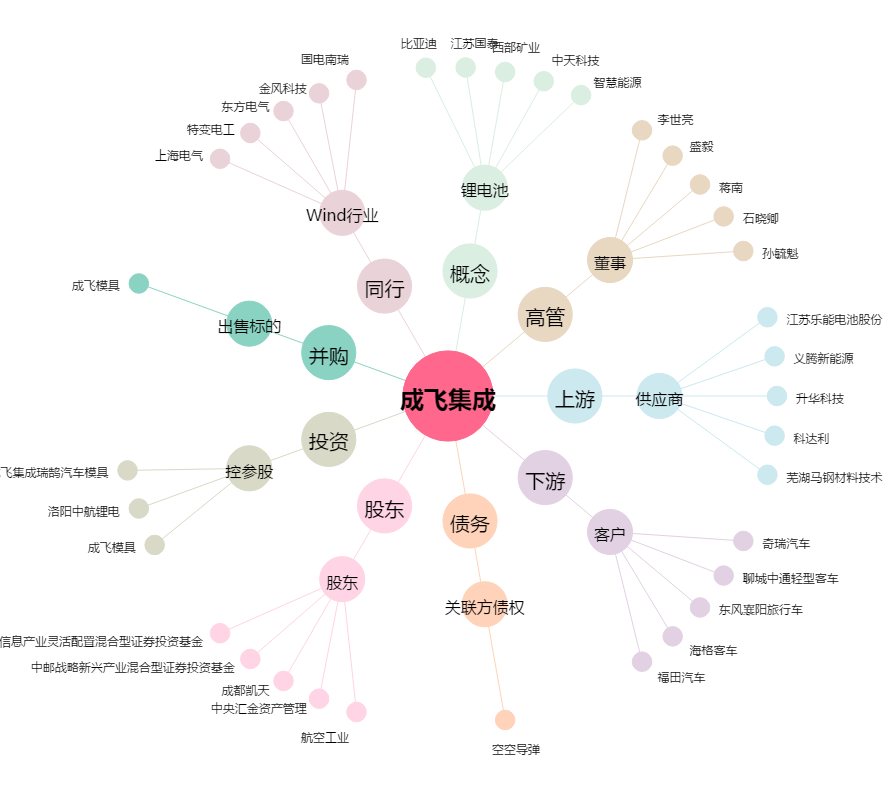 比亚迪
江苏国泰
西部矿业
中天科技
智慧能源
国电南瑞
金风科技
东方电气
特变电工
上海电气
李世亮
盛毅
蒋南
石晓卿
孙毓魁
锂电池
Wind行业
董事
概念
同行
高管
成飞模具
出售标的
并购
江苏乐能电池股份
义腾新能源
升华科技
科达利
芜湖马钢材料技术
成飞集成
上游
供应商
投资
控参股
飞集成瑞鹄汽车模具
洛阳中航锂电
成飞模具
下游
客户
股东
债务
股东
关联方债权
奇瑞汽车
聊城中通轻型客车
东风襄阳旅行车
海格客车
福田汽车
信息产业灵活配置混合型证券投资基金
中邮战略新兴产业混合型证券投资基金
成都凯天
中央汇金资产管理
航空工业
空空导弹